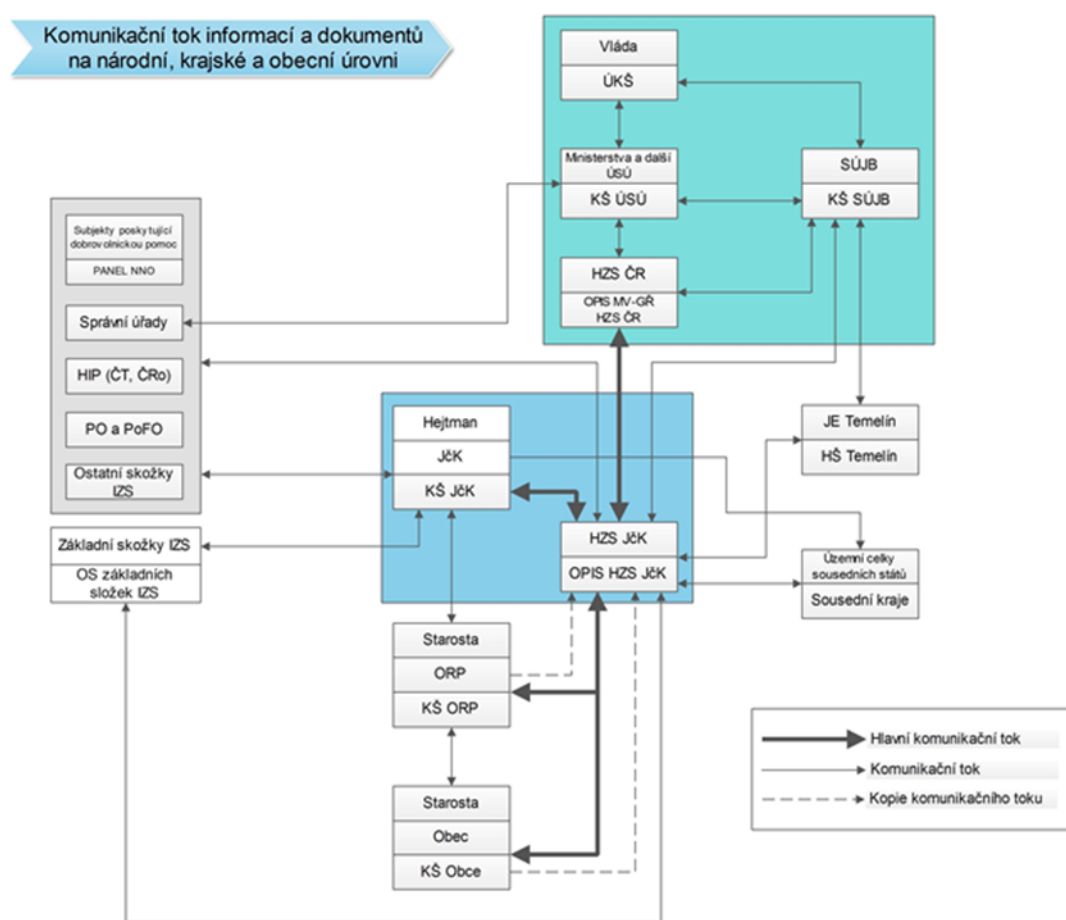 Komunikační tok informací a dokumentů
na národní, krajské a obecní úrovni
Vláda
ÚKŠ
Ministerstva a další
ÚSÚ
KŠ ÚSÚ
SÚJB
KŠ SÚJB
HZS ČR
OPIS MV-GŘ
HZS ČR
Subjekty poskytující
dobrovolnickou pomoc
PANEL NNO
Správní úřady
HIP (ČT, ČRo)
PO a PoFO
Ostatní skožky
IZS
Základní skožky IZS
OS základních
složek IZS
Hejtman
JčK
KŠ JčK
HZS JčK
OPIS HZS JčK
JE Temelín
HŠ Temelín
Územní celky
sousedních států
Sousední kraje
Starosta
ORP
KŠ ORP
Starosta
Obec
KŠ Obce
Hlavní komunikační tok
Komunikační tok
Kopie komunikačního toku